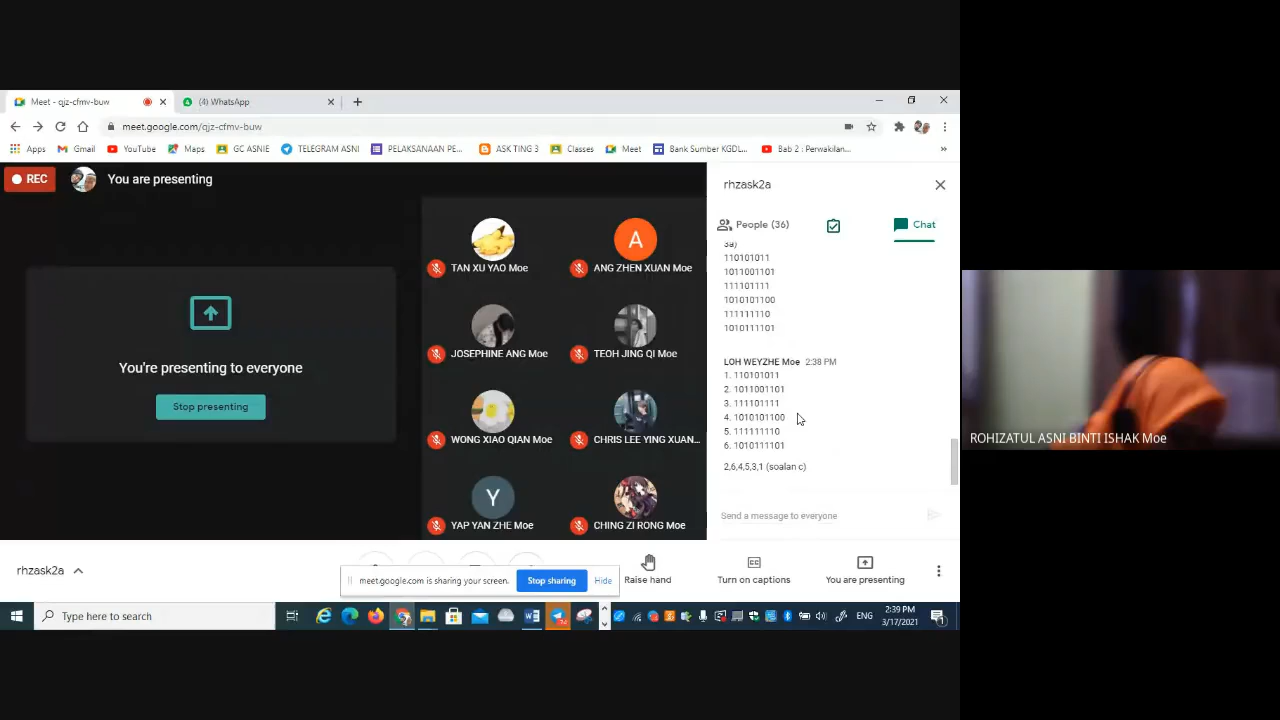 Meet - qjz-cfmv-buw
(4) WhatsApp
meet.google.com/qjz-cfmv-buw
Apps
Gmail
YouTube
Maps
GC ASNIE
TELEGRAM ASNI
PELAKSANAAN PE...
ASK TING 3
Classes
Meet
Bank Sumber KGDL...
Bab 2 : Perwakilan...
REC
You are presenting
You're presenting to everyone
Stop presenting
TAN XU YAO Moe
ANG ZHEN XUAN Moe
A
JOSEPHINE ANG Moe
TEOH JING QI Moe
WONG XIAO QIAN Moe
CHRIS LEE YING XUAN...
Y
YAP YAN ZHE Moe
CHING ZI RONG Moe
rhzask2a
People (36)
Chat
3a)
110101011
1011001101
111101111
1010101100
111111110
1010111101
LOH WEYZHE Moe 2:38 PM
1. 110101011
2. 1011001101
3. 111101111
4. 1010101100
5. 111111110
6. 1010111101
2,6,4,5,3,1 (soalan c)
Send a message to everyone
rhzask2a
meet.google.com is sharing your screen.
Stop sharing
Hide
Raise hand
Turn on captions
You are presenting
Type here to search
ENG
2:39 PM
3/17/2021
ROHIZATUL ASNI BINTI ISHAK Moe